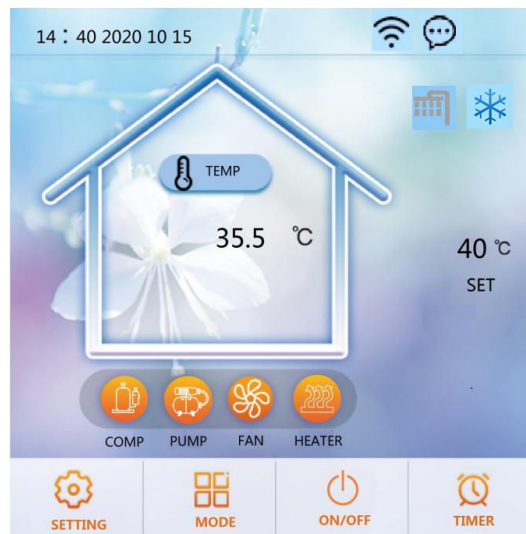 14：40 2020 10 15
TEMP
35.5 ℃
40 ℃
SET
COMP PUMP FAN HEATER
SETTING MODE ON/OFF TIMER